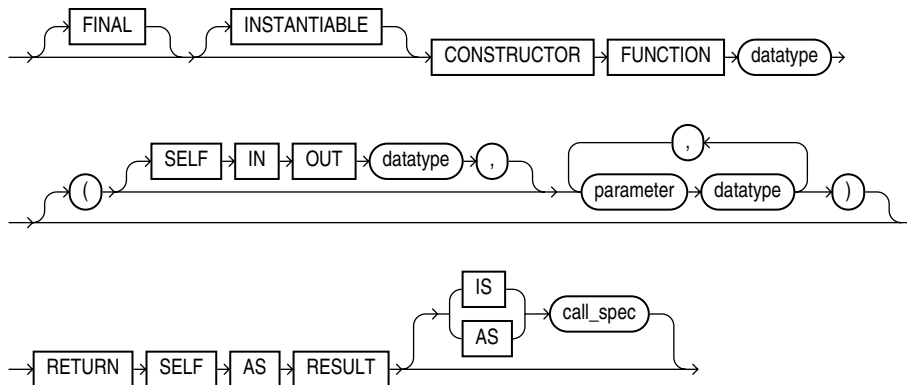 FINAL INSTANTIABLE
CONSTRUCTOR FUNCTION datatype
,
SELF IN OUT datatype ,
( parameter datatype )
IS
call_spec
AS
RETURN SELF AS RESULT